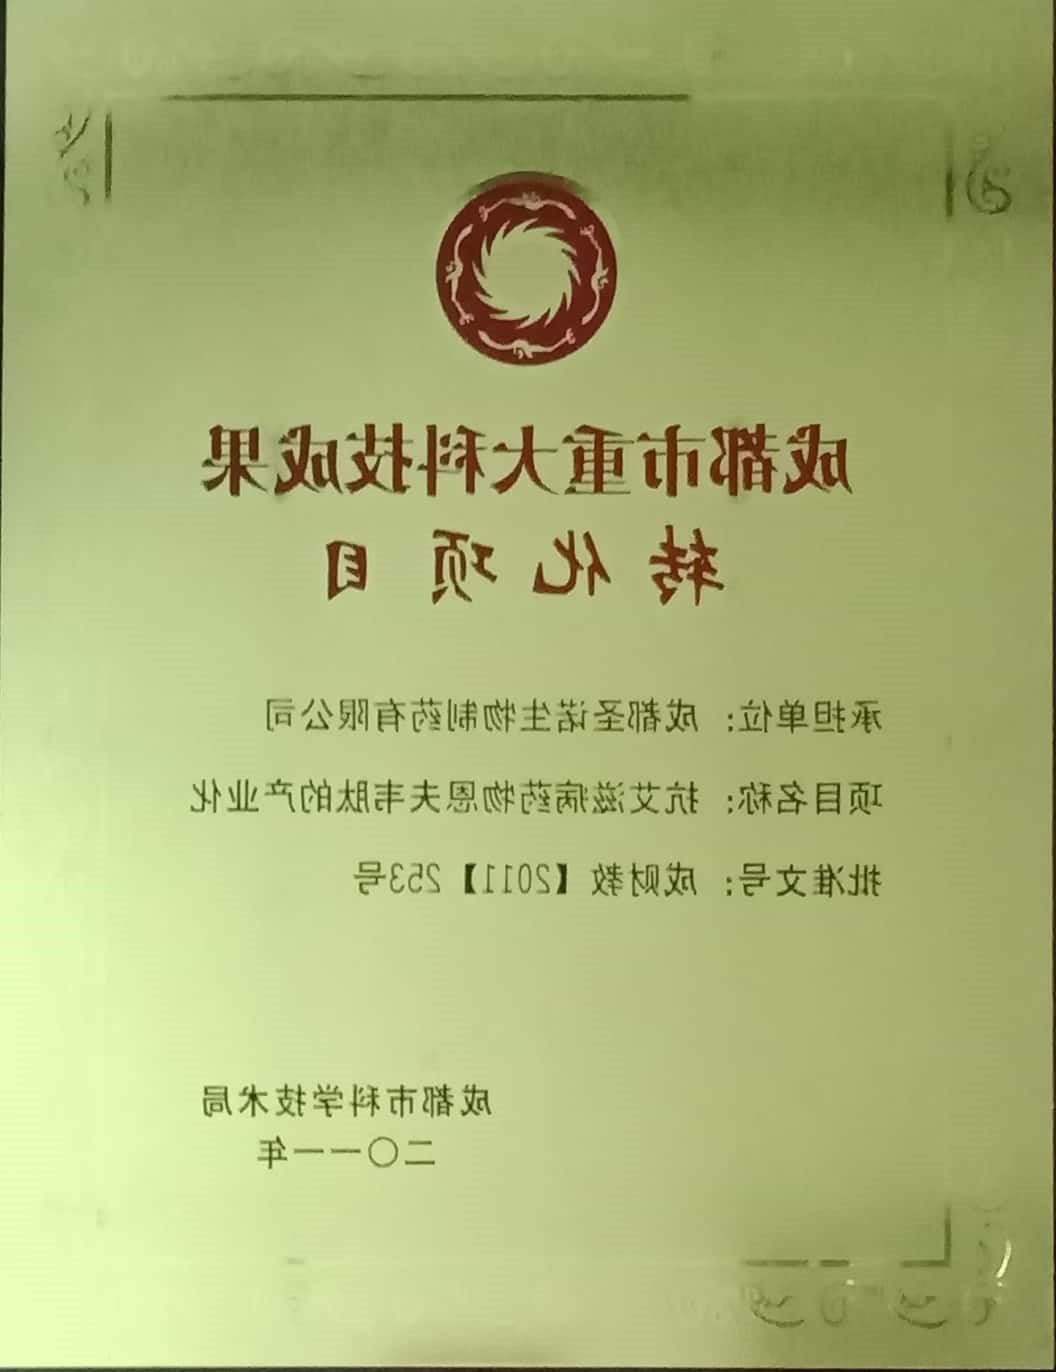 成都市重大科技成果
转化项目
承担单位：成都圣诺生物制药有限公司
项目名称：抗艾滋病药物恩夫韦肽的产业化
批准文号：成财教【2011】253号
成都市科学技术局
二〇一一年